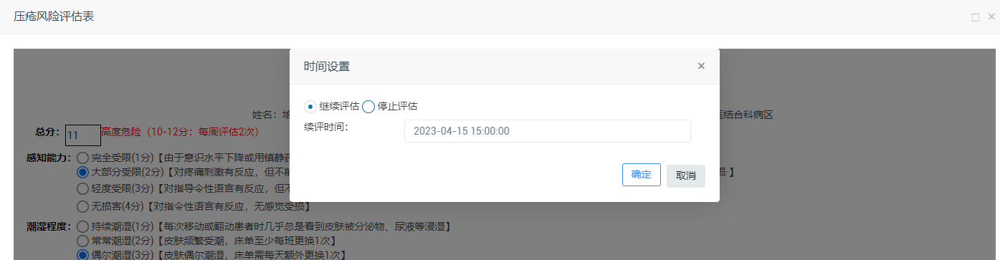 压疮风险评估表
时间设置
继续评估 停止评估
续评时间： 2023-04-15 15:00:00
确定 取消
姓名： 结合科病区
总分： 11 高度危险（10-12分：每周评估2次）
感知能力： 完全受限(1分)【由于意识水平下降或用镇静药
大部分受限(2分)【对疼痛刺激有反应，但不能
轻度受限(3分)【对指导令性语言有反应，但不
无损害(4分)【对指令性语言有反应，无感觉受损】
潮湿程度： 持续潮湿(1分)【每次移动或翻动患者时几乎总是看到皮肤被分泌物、尿液等浸湿】
常常潮湿(2分)【皮肤频繁受潮，床单至少每班更换1次】
偶尔潮湿(3分)【皮肤偶尔潮湿，床单需每天额外更换1次】